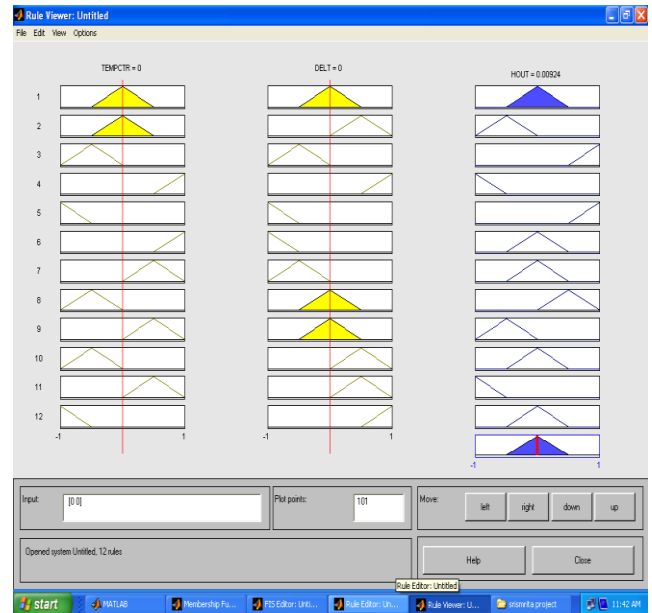 Rule Viewer: Untitled
File Edit View Options
TEMPCTR = 0
DELT = 0
HOUT = 0.00924
1
2
3
4
5
6
7
8
9
10
11
12
-1 1
-1 1
-1 1
Input: [0 0]
Plot points: 101
Move: left right down up
Opened system Untitled, 12 rules
Help Close
Rule Editor: Untitled
start MATLAB Membership Fu... FIS Editor: Unti... Rule Editor: Un... Rule Viewer: U... srismrita project 11:42 AM